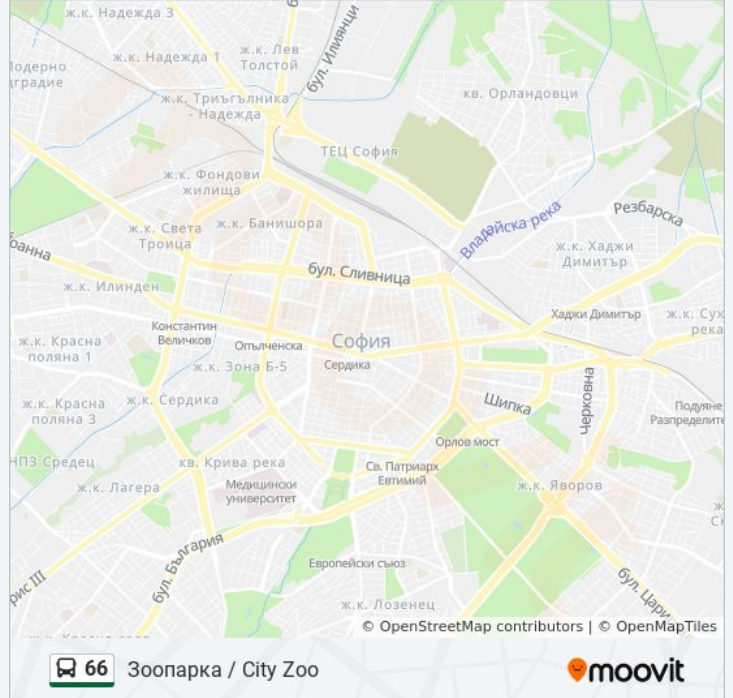 ж.к. Надежда 3
бул. Илиянци
ж.к. Надежда 1
ж.к. Лев
Толстой
кв. Орландовци
ж.к. Триъгълника
- Надежда
ТЕЦ София
ж.к. Фондови
жилища
Резбарска
Владайска река
ж.к. Света
Троица
ж.к. Банишора
ж.к. Хаджи
Димитър
бул. Сливница
ж.к. Илинден
Константин
Величков
Хаджи Димитър
ж.к. Сух
река
ж.к. Красна
поляна 1
Опълченска
София
Сердика
ж.к. Зона Б-5
ж.к. Красна
поляна 3
ж.к. Сердика
Шипка
Черковна
Подуяне
Разпределите
Орлов мост
НПЗ Средец
кв. Крива река
Св. Патриарх
Евтимий
ж.к. Лагера
Медицински
университет
ж.к. Яворов
бул. България
Европейски съюз
рис III
бул. Цари
ж.к. Лозенец
© OpenStreetMap contributors | © OpenMapTiles
66 Зоопарка / City Zoo
moovit